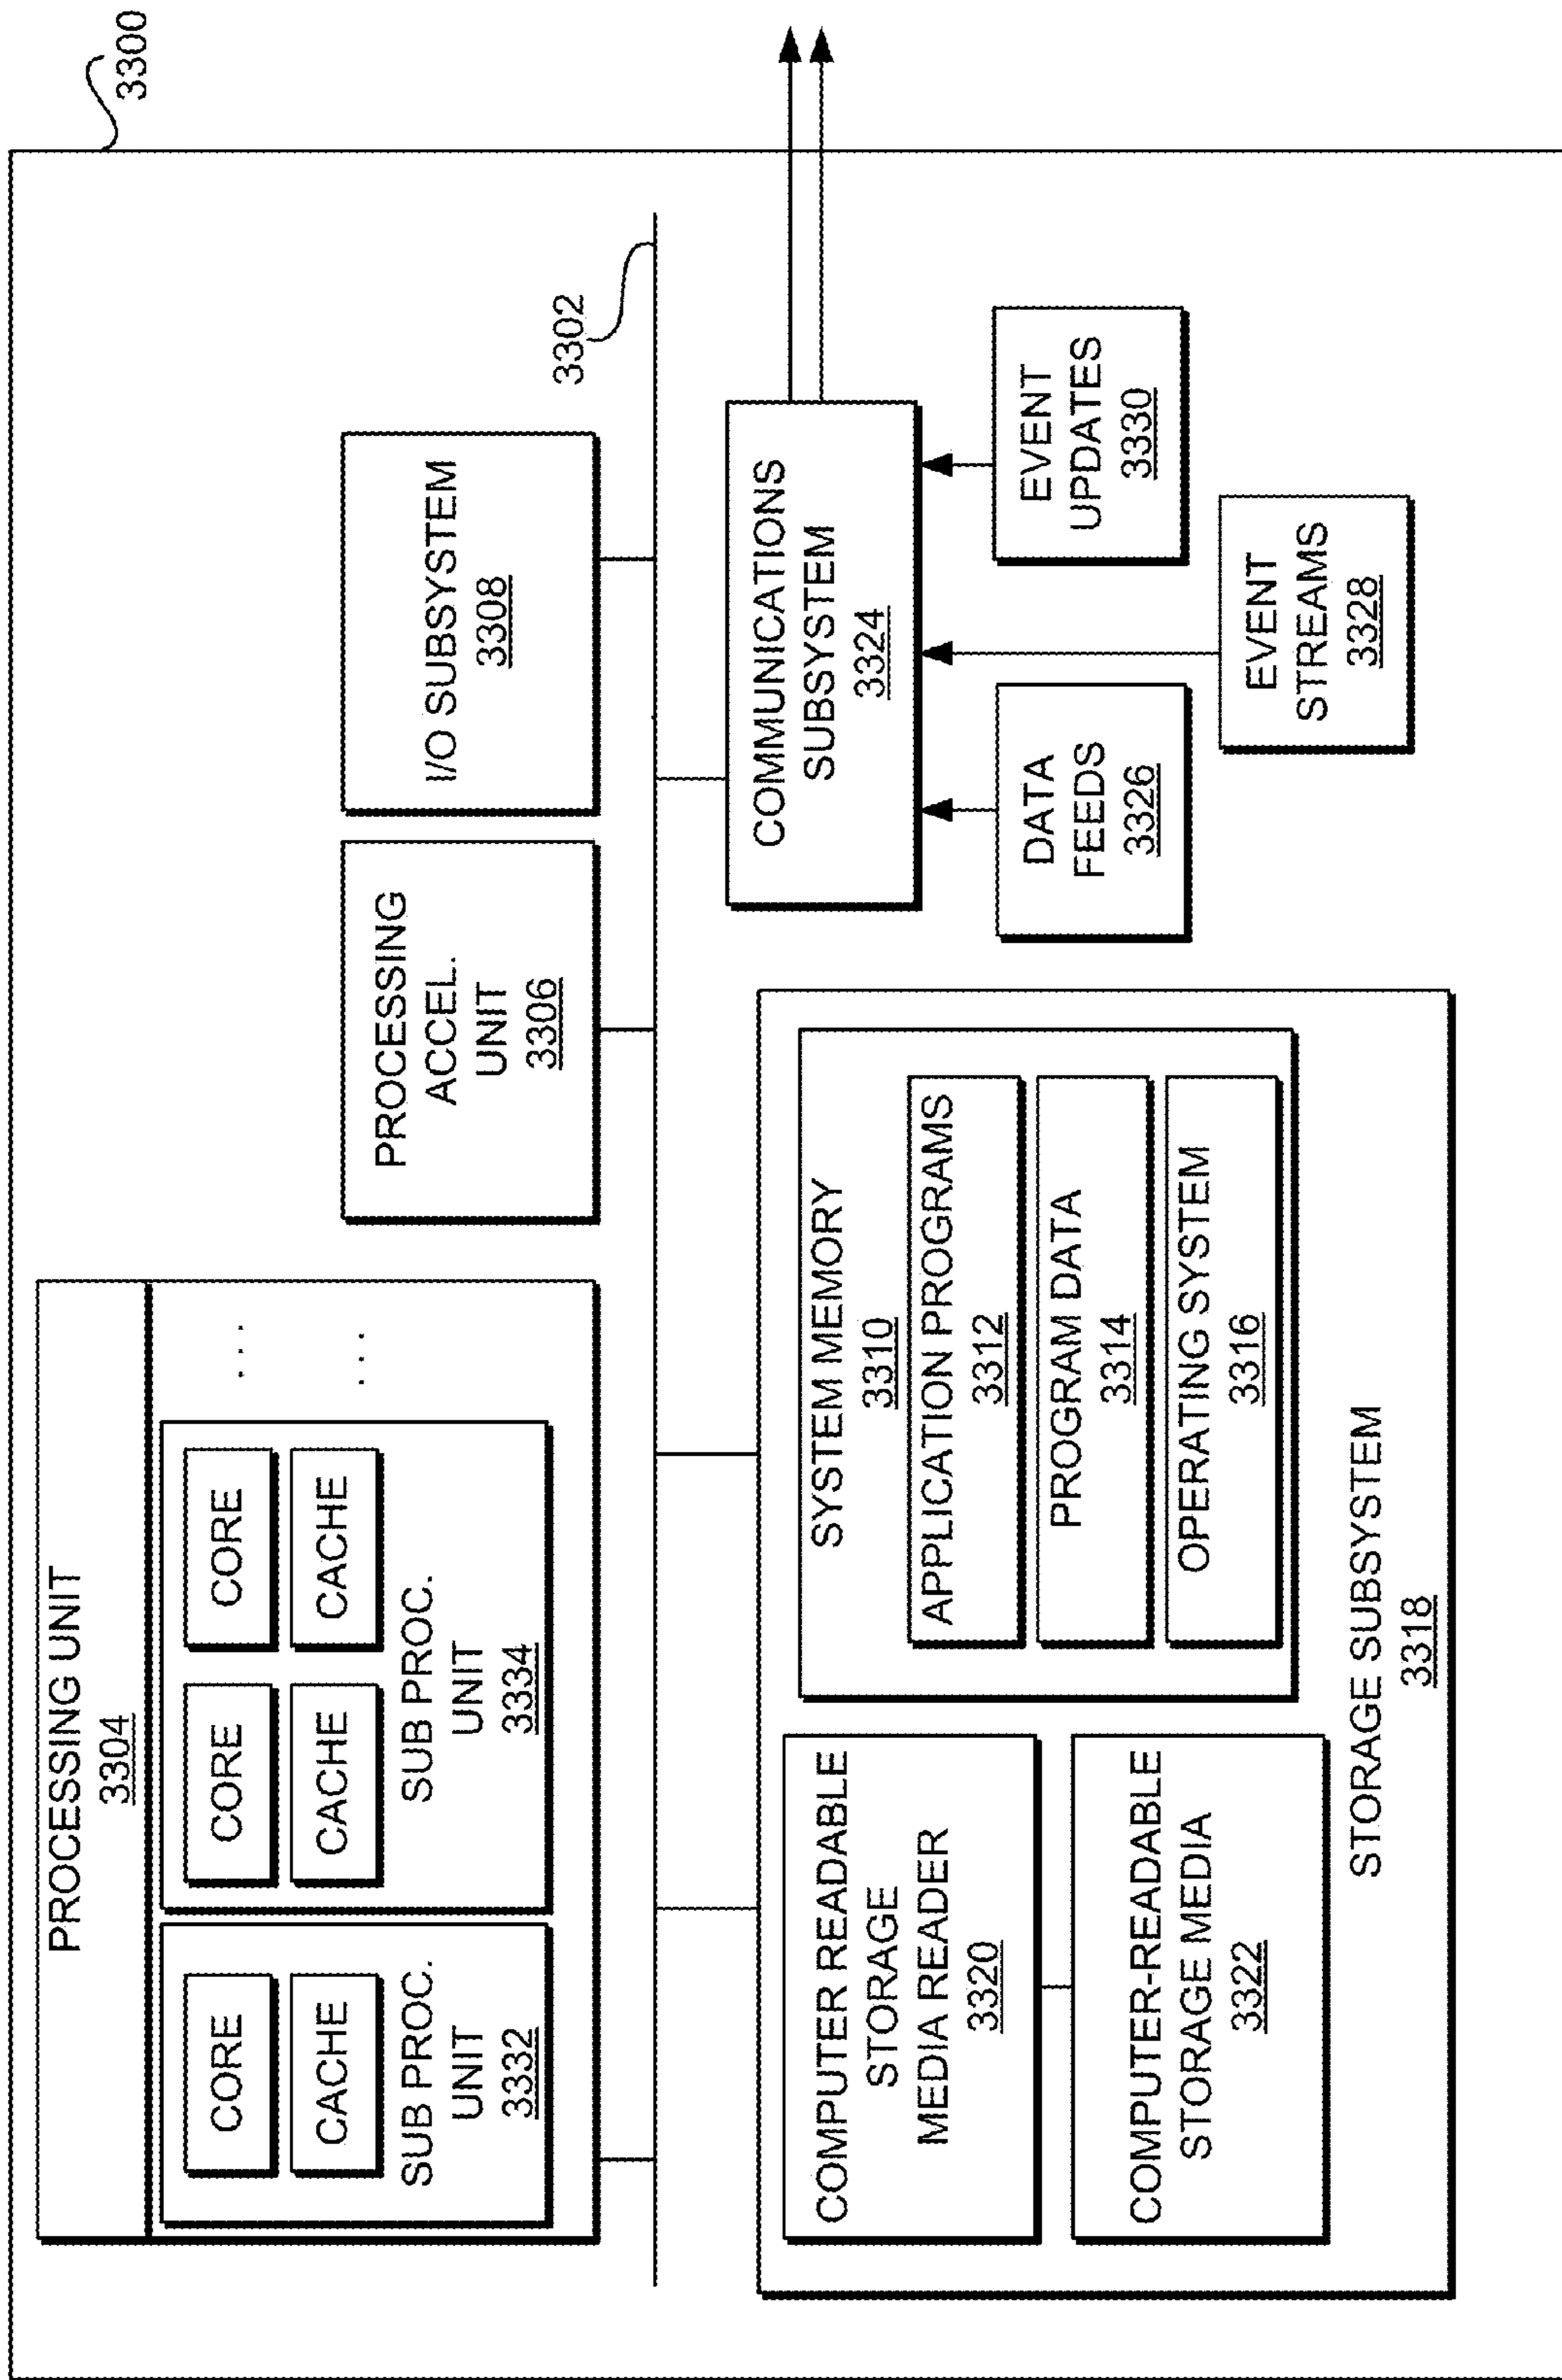 3300
PROCESSING UNIT
3304
CORE
CACHE
SUB PROC.
UNIT
3332
CORE
CORE
CACHE
CACHE
SUB PROC.
UNIT
3334
. . .
. . .
PROCESSING
ACCEL.
UNIT
3306
I/O SUBSYSTEM
3308
3302
COMPUTER READABLE
STORAGE
MEDIA READER
3320
COMPUTER-READABLE
STORAGE MEDIA
3322
SYSTEM MEMORY
3310
APPLICATION PROGRAMS
3312
PROGRAM DATA
3314
OPERATING SYSTEM
3316
STORAGE SUBSYSTEM
3318
COMMUNICATIONS
SUBSYSTEM
3324
DATA
FEEDS
3326
EVENT
STREAMS
3328
EVENT
UPDATES
3330